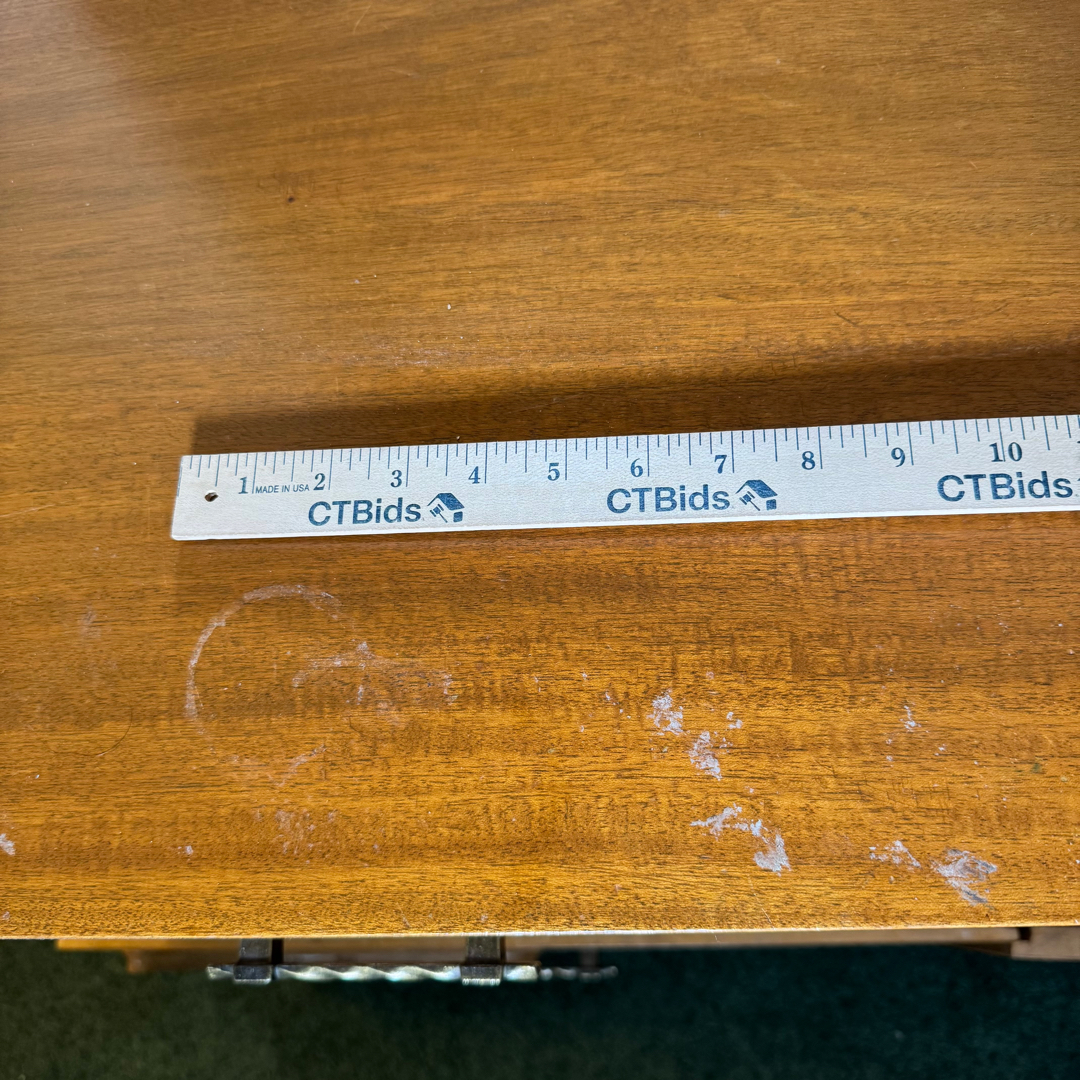 1 MADE IN USA 2 3 4 5 6 7 8 9 10
CTBids CTBids CTBids